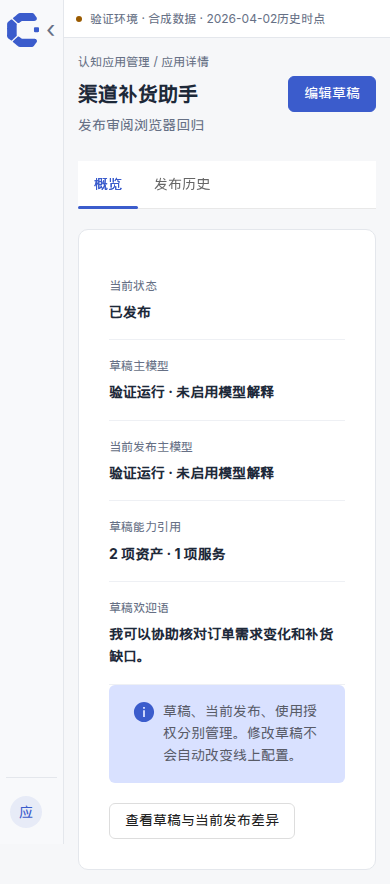 验证环境 · 合成数据 · 2026-04-02历史时点
认知应用管理 / 应用详情
渠道补货助手
编辑草稿
发布审阅浏览器回归
概览
发布历史
当前状态
已发布
草稿主模型
验证运行 · 未启用模型解释
当前发布主模型
验证运行 · 未启用模型解释
草稿能力引用
2 项资产 · 1 项服务
草稿欢迎语
我可以协助核对订单需求变化和补货
缺口。
草稿、当前发布、使用授
权分别管理。修改草稿不
会自动改变线上配置。
查看草稿与当前发布差异
应